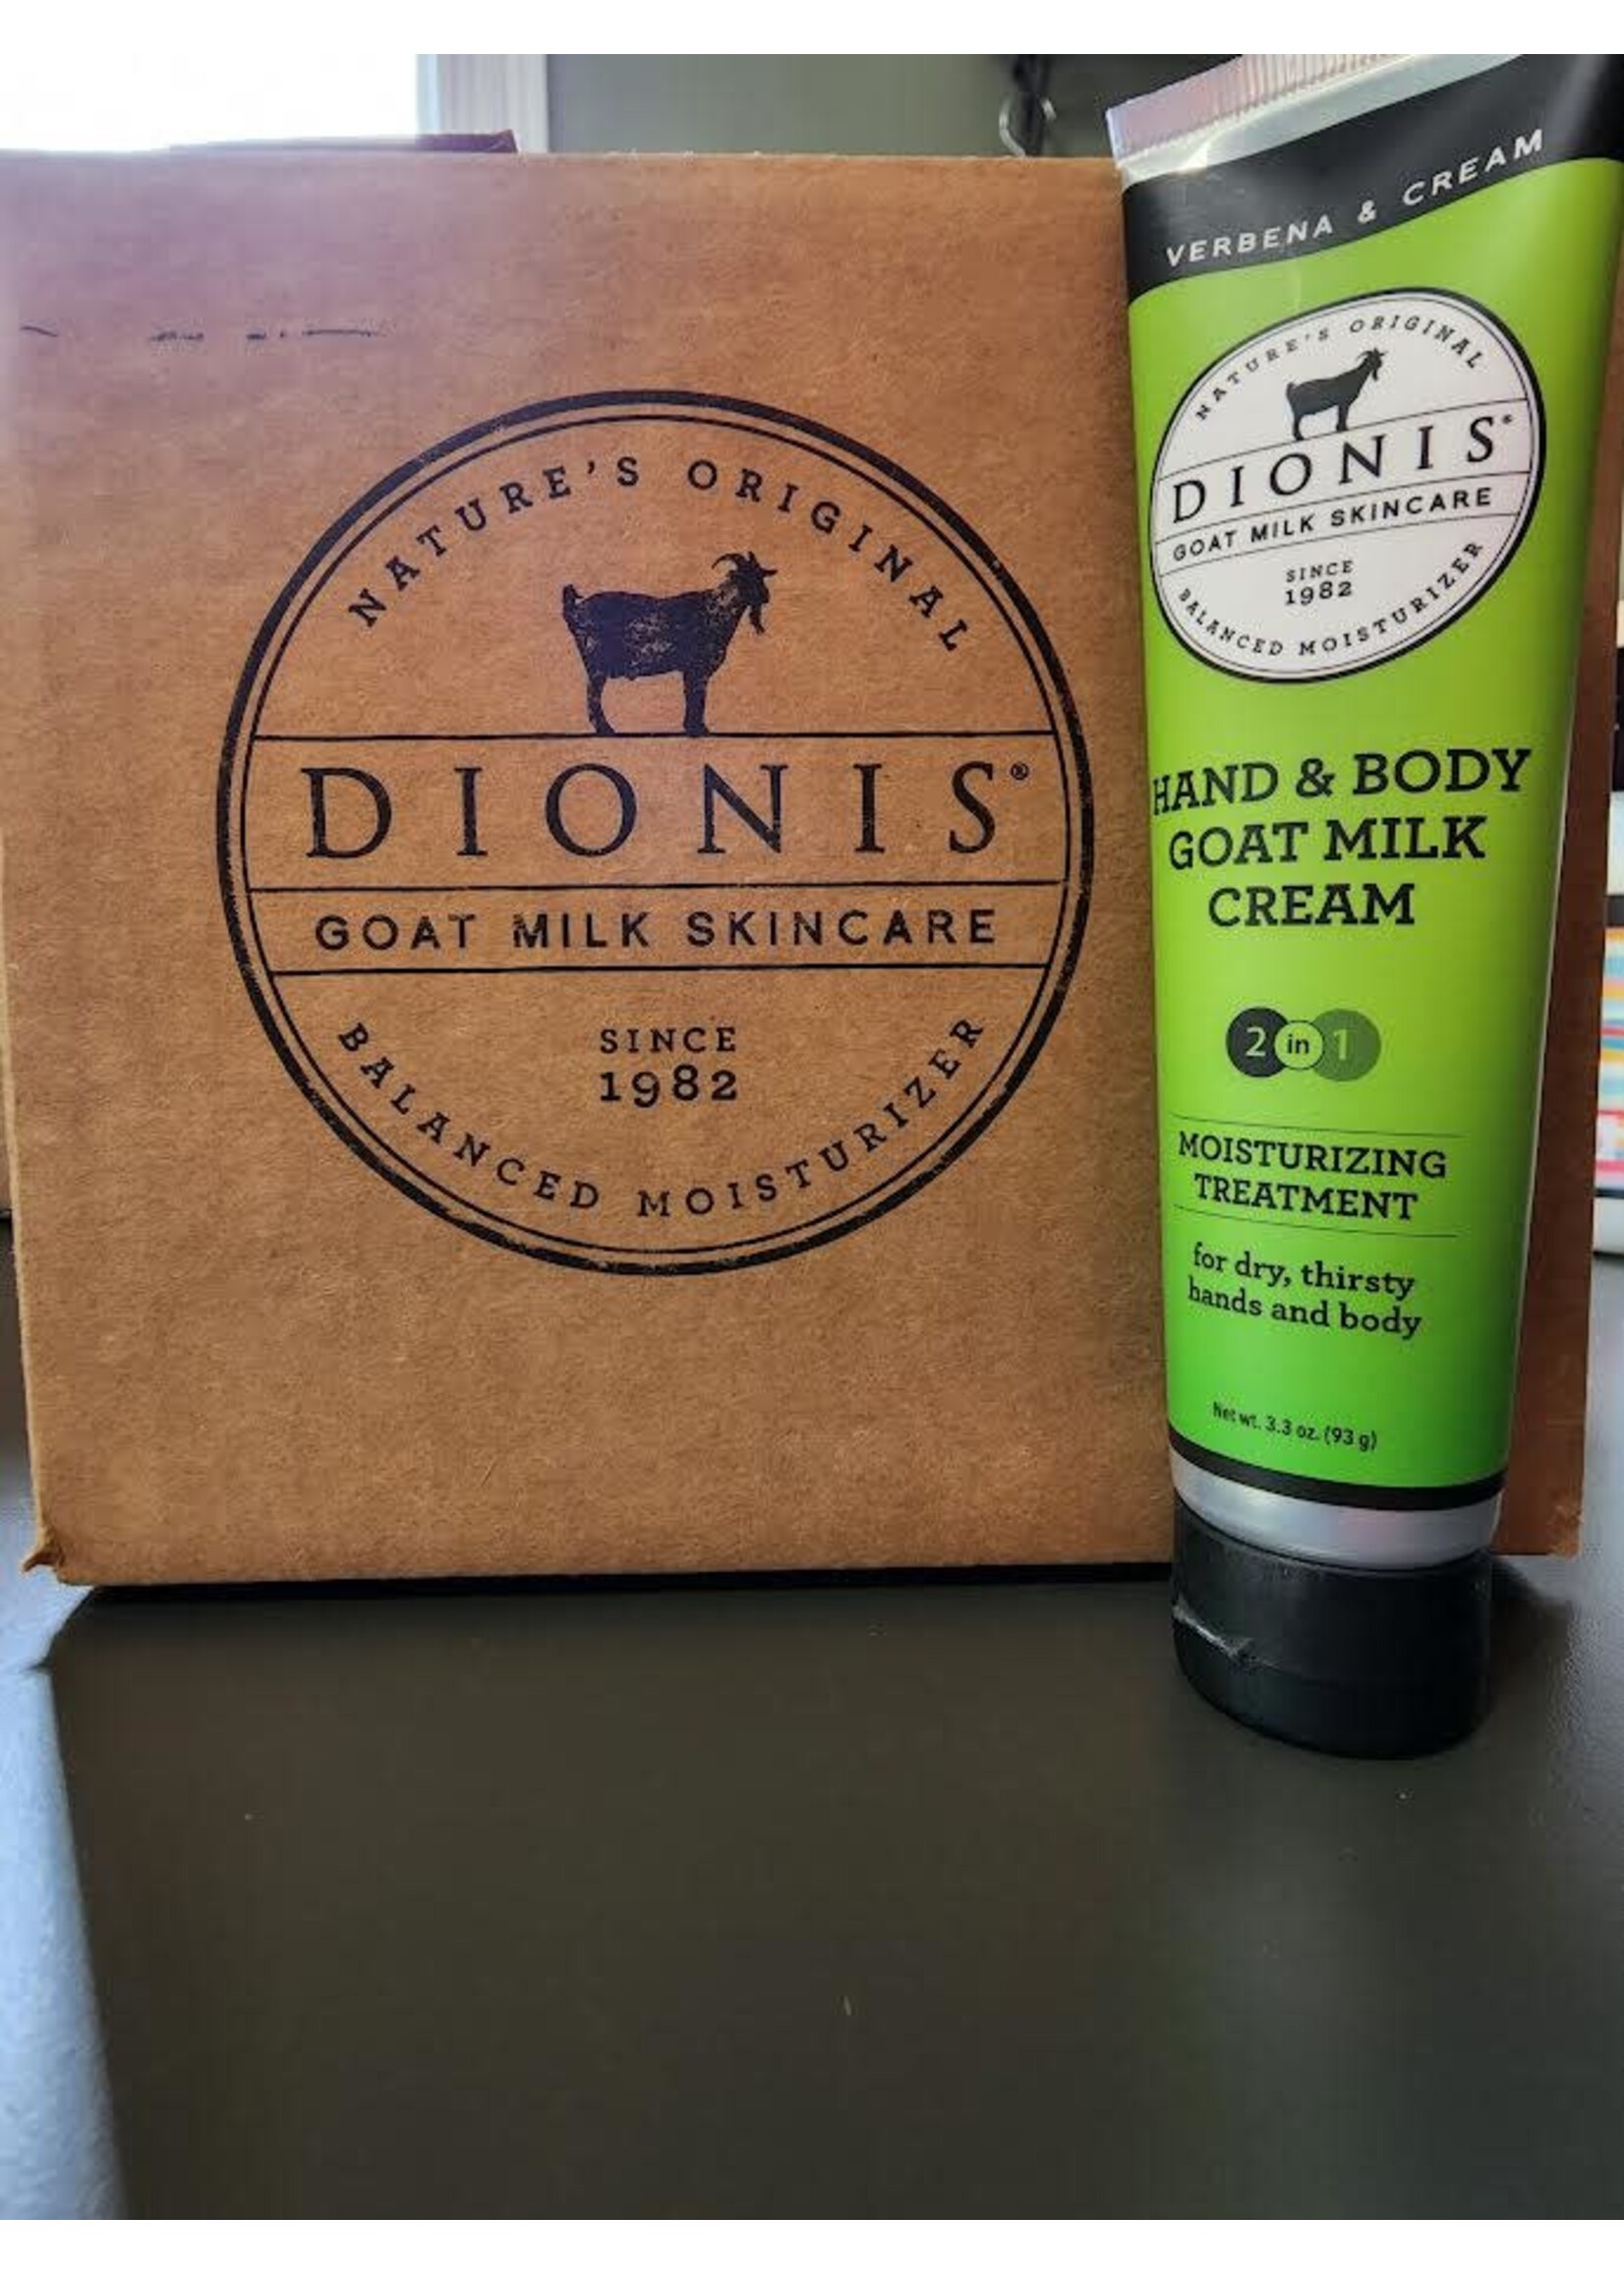 NATURE'S ORIGINAL
DIONIS®
GOAT MILK SKINCARE
SINCE
1982
BALANCED MOISTURIZER
VERBENA & CREAM
NATURE'S ORIGINAL
DIONIS®
GOAT MILK SKINCARE
SINCE
1982
BALANCED MOISTURIZER
HAND & BODY
GOAT MILK
CREAM
2 in 1
MOISTURIZING
TREATMENT
for dry, thirsty
hands and body
Net wt. 3.3 oz. (93 g)